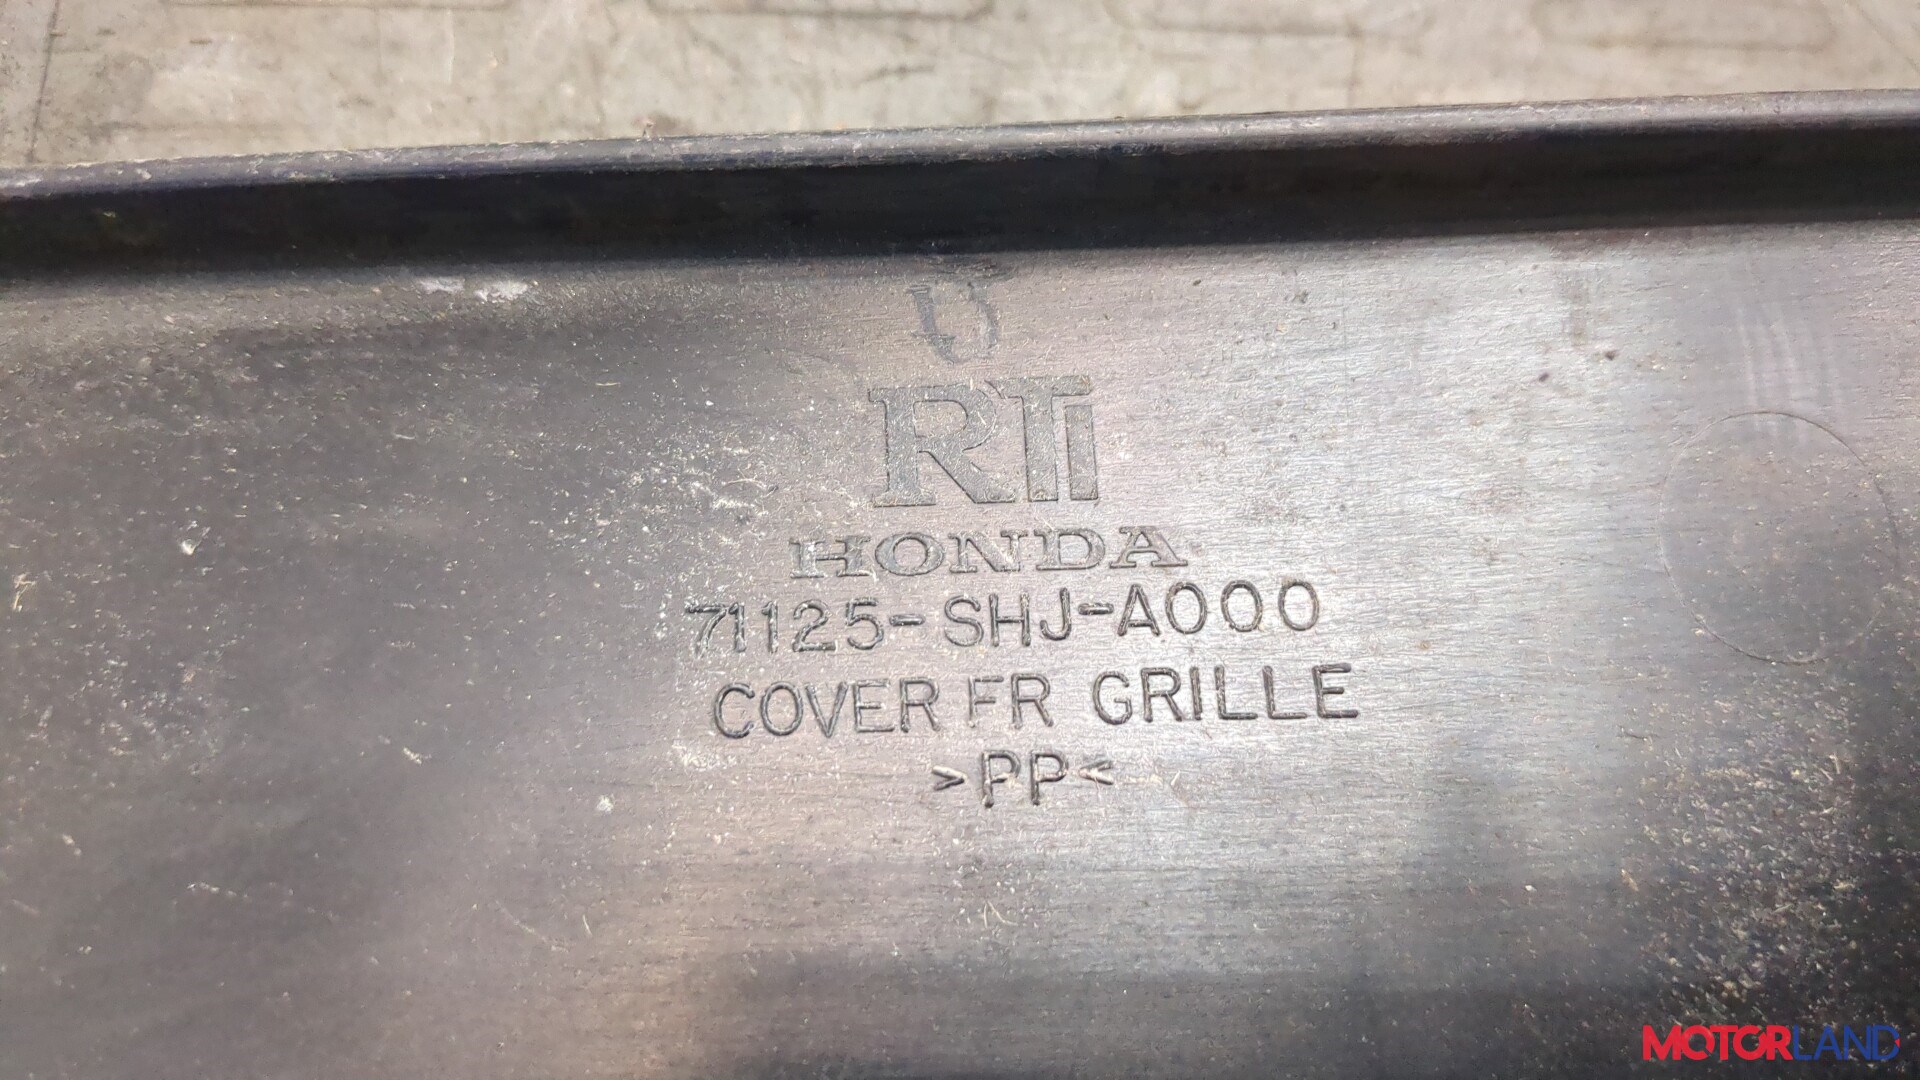 RTi
HONDA
71125-SHJ-A000
COVER FR GRILLE
>PP<
MOTORLAND